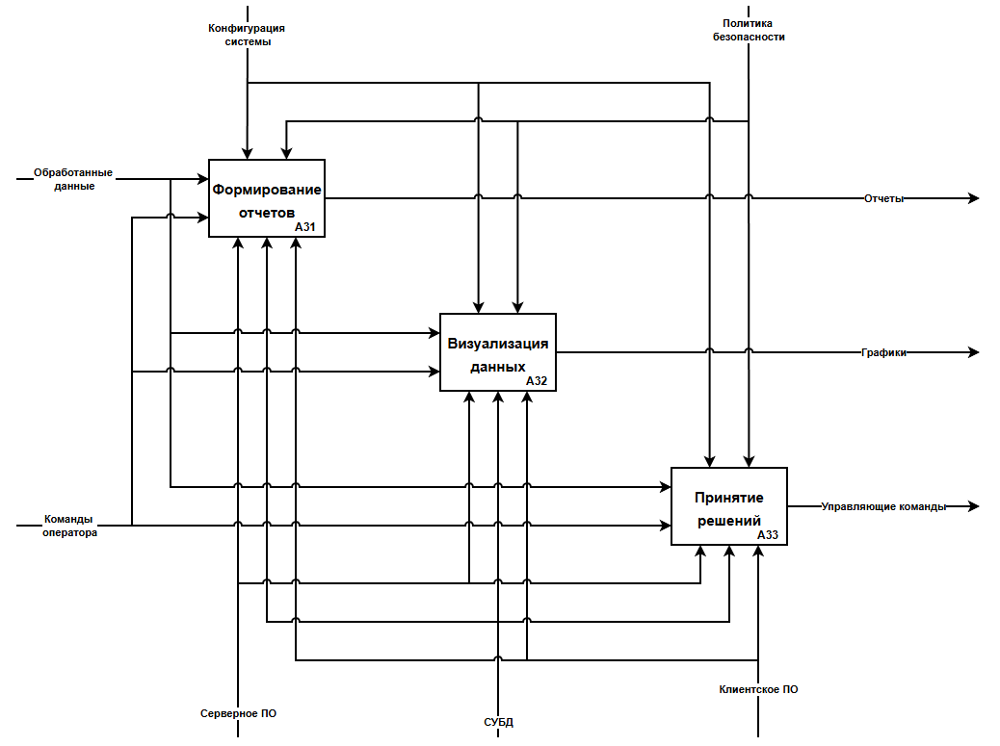 Конфигурация
системы
Политика
безопасности
Обработанные
данные
Формирование
отчетов
А31
Отчеты
Визуализация
данных
А32
Графики
Принятие
решений
А33
Управляющие команды
Команды
оператора
Клиентское ПО
Серверное ПО
СУБД